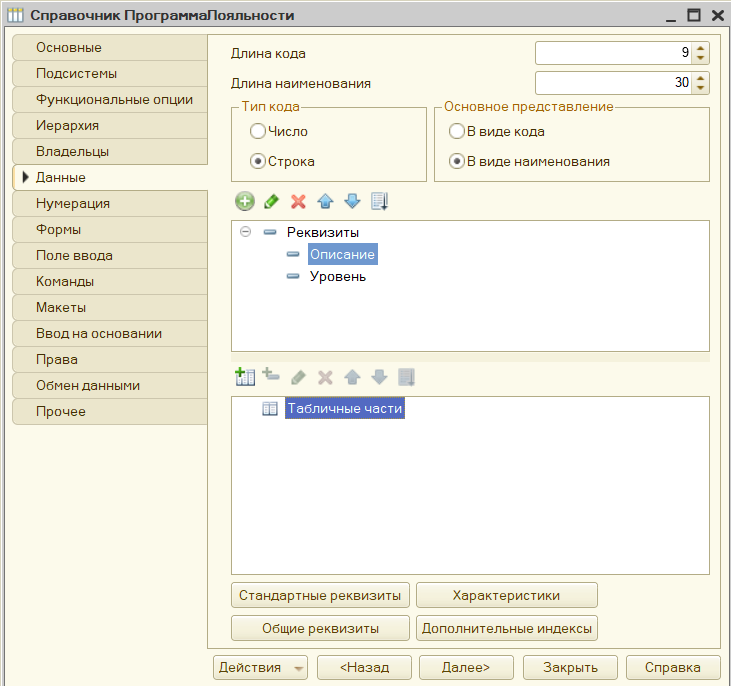 Справочник ПрограммаЛояльности
Основные
Подсистемы
Функциональные опции
Иерархия
Владельцы
Данные
Нумерация
Формы
Поле ввода
Команды
Макеты
Ввод на основании
Права
Обмен данными
Прочее
Длина кода 9
Длина наименования 30
Тип кода
Число
Строка
Основное представление
В виде кода
В виде наименования
Реквизиты
Описание
Уровень
Табличные части
Стандартные реквизиты Характеристики
Общие реквизиты Дополнительные индексы
Действия <Назад Далее> Закрыть Справка